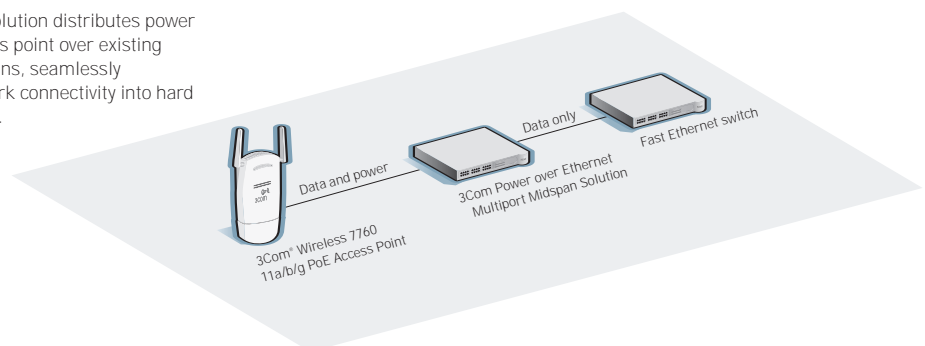 olution distributes power
s point over existing
ns, seamlessly
rk connectivity into hard
Data and power
Data only
3com
3Com® Wireless 7760
11a/b/g PoE Access Point
3Com Power over Ethernet
Multiport Midspan Solution
Fast Ethernet switch